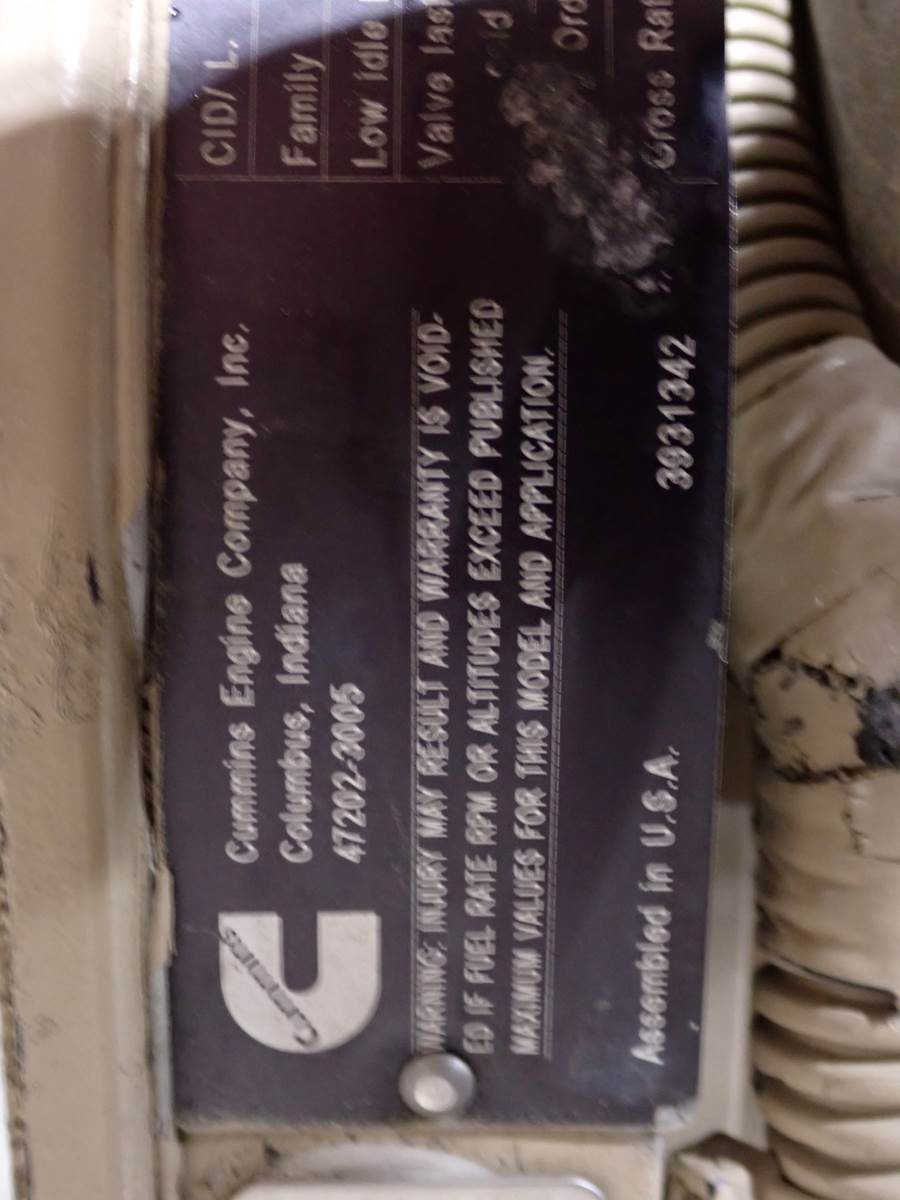 Cummins
Cummins Engine Company, Inc.
Columbus, Indiana
47202-3005
WARNING: INJURY MAY RESULT AND WARRANTY IS VOID-
ED IF FUEL RATE RPM OR ALTITUDES EXCEED PUBLISHED
MAXIMUM VALUES FOR THIS MODEL AND APPLICATION.
Assembled in U.S.A. 3931342
CID/ L.
Family
Low idle
Valve las
Ord
Gross Rat